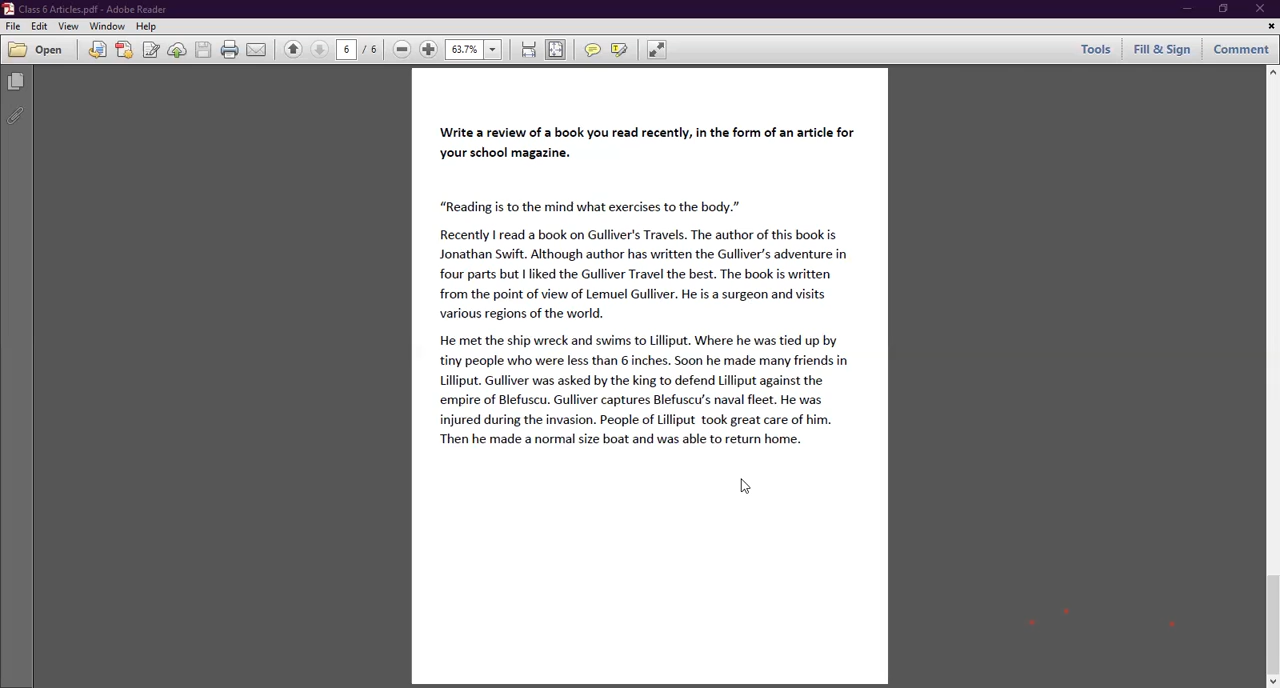 Class 6 Articles.pdf - Adobe Reader
File Edit View Window Help
Open 6 / 6 63.7% Tools Fill & Sign Comment
Write a review of a book you read recently, in the form of an article for
your school magazine.
“Reading is to the mind what exercises to the body.”
Recently I read a book on Gulliver's Travels. The author of this book is
Jonathan Swift. Although author has written the Gulliver’s adventure in
four parts but I liked the Gulliver Travel the best. The book is written
from the point of view of Lemuel Gulliver. He is a surgeon and visits
various regions of the world.
He met the ship wreck and swims to Lilliput. Where he was tied up by
tiny people who were less than 6 inches. Soon he made many friends in
Lilliput. Gulliver was asked by the king to defend Lilliput against the
empire of Blefuscu. Gulliver captures Blefuscu’s naval fleet. He was
injured during the invasion. People of Lilliput  took great care of him.
Then he made a normal size boat and was able to return home.